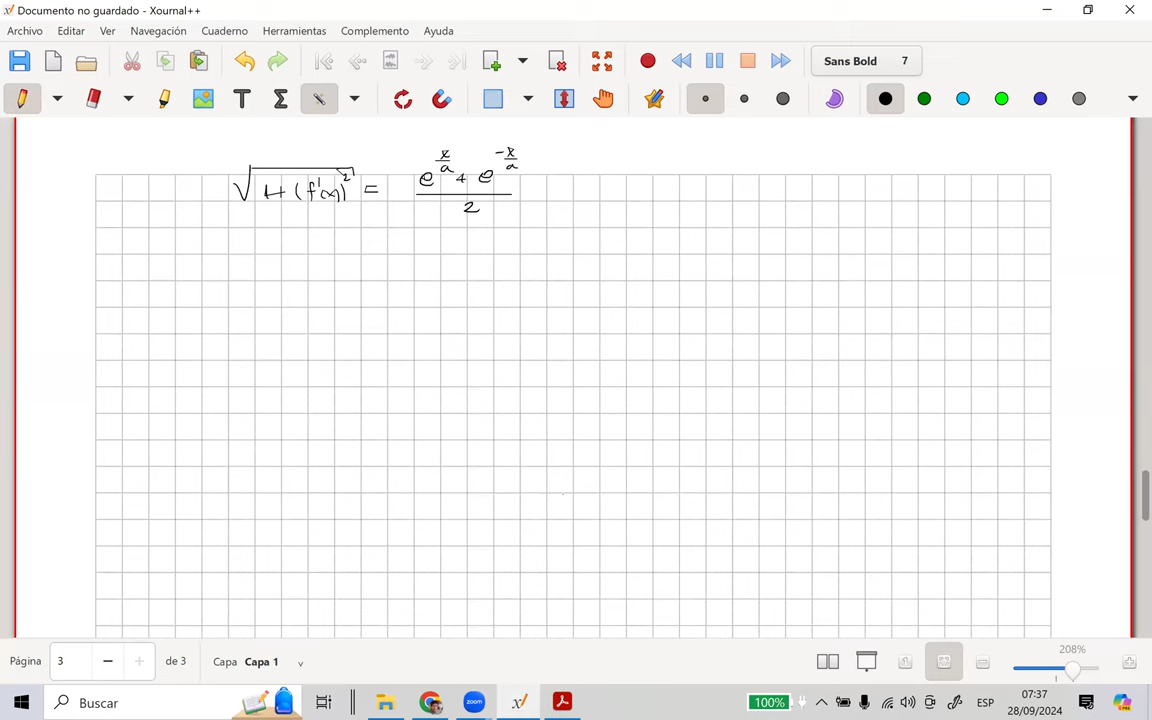 Documento no guardado - Xournal++
Archivo Editar Ver Navegación Cuaderno Herramientas Complemento Ayuda
Sans Bold 7
√(1+(f'(x))²) = (e^(x/a) + e^(-x/a))/2
Página 3 de 3 Capa Capa 1 208%
Buscar 100% ESP 07:37
28/09/2024